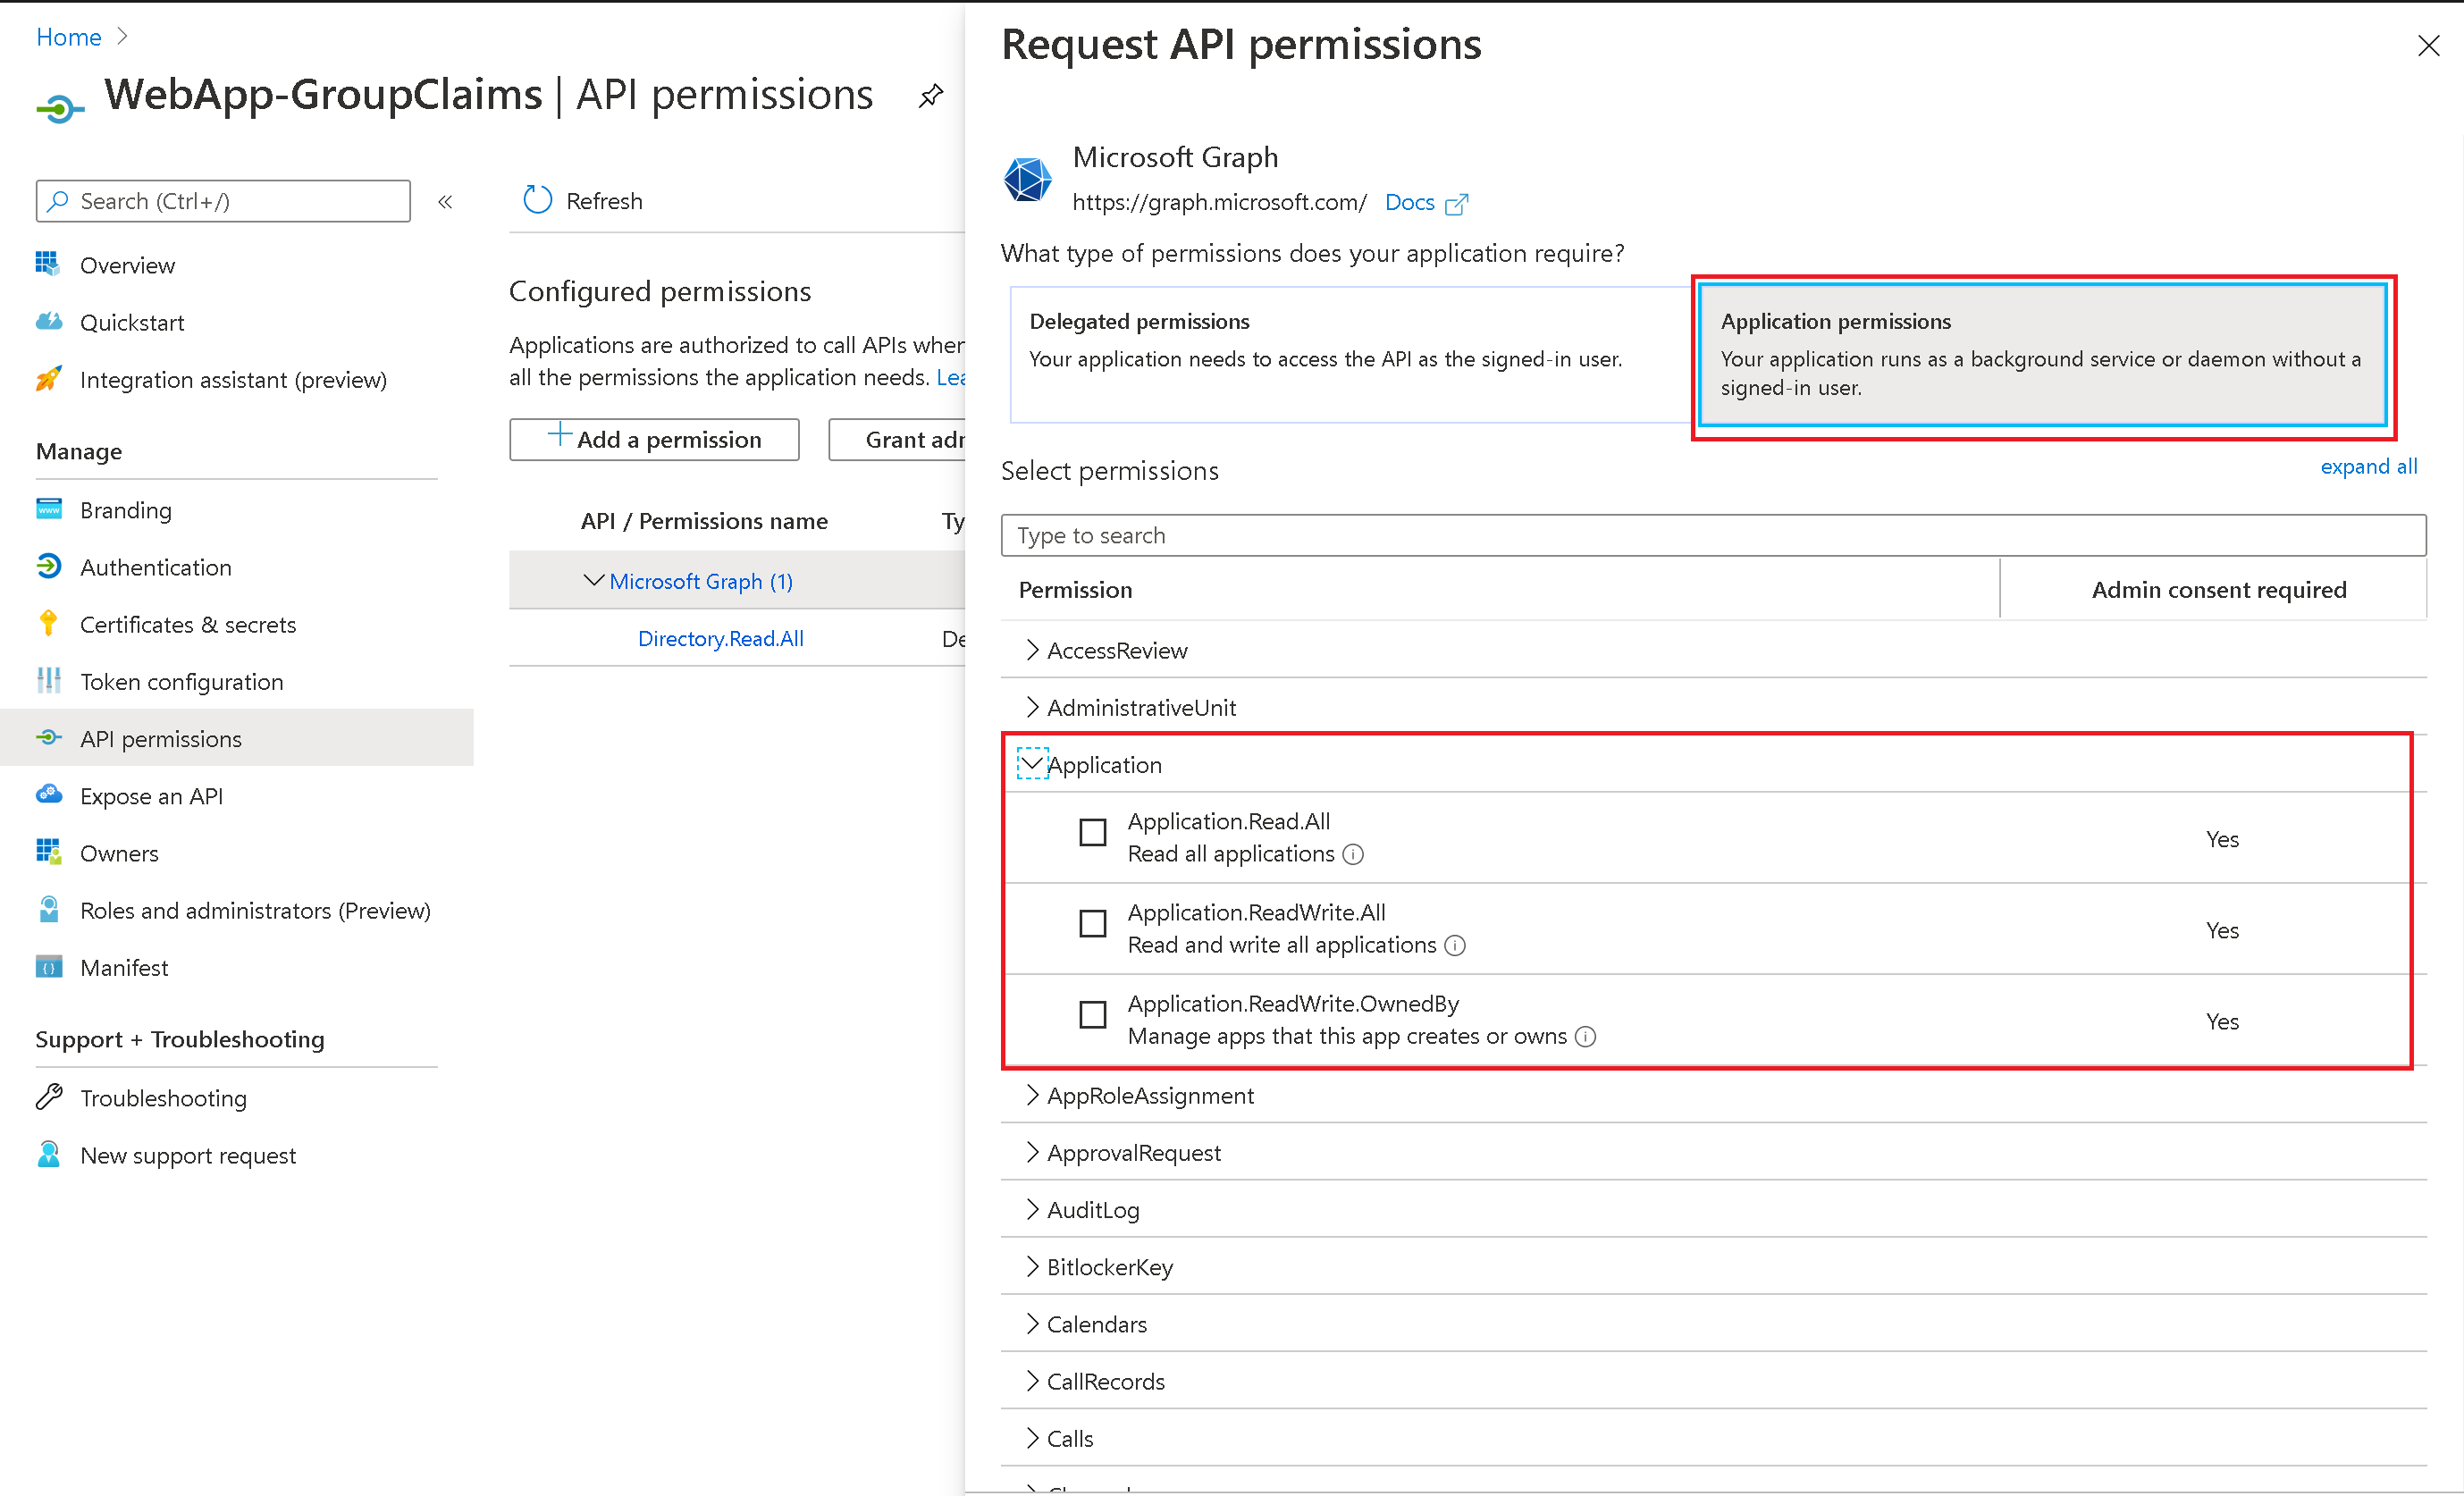 Home
WebApp-GroupClaims | API permissions
Search (Ctrl+/)
Overview
Quickstart
Integration assistant (preview)
Manage
Branding
Authentication
Certificates & secrets
Token configuration
API permissions
Expose an API
Owners
Roles and administrators (Preview)
Manifest
Support + Troubleshooting
Troubleshooting
New support request
Refresh
Configured permissions
Applications are authorized to call APIs when
all the permissions the application needs. Lea
Add a permission
Grant adm
API / Permissions name
Ty
Microsoft Graph (1)
Directory.Read.All
De
Request API permissions
Microsoft Graph
https://graph.microsoft.com/ Docs
What type of permissions does your application require?
Delegated permissions
Your application needs to access the API as the signed-in user.
Application permissions
Your application runs as a background service or daemon without a
signed-in user.
Select permissions
expand all
Type to search
Permission
Admin consent required
AccessReview
AdministrativeUnit
Application
Application.Read.All
Read all applications
Yes
Application.ReadWrite.All
Read and write all applications
Yes
Application.ReadWrite.OwnedBy
Manage apps that this app creates or owns
Yes
AppRoleAssignment
ApprovalRequest
AuditLog
BitlockerKey
Calendars
CallRecords
Calls